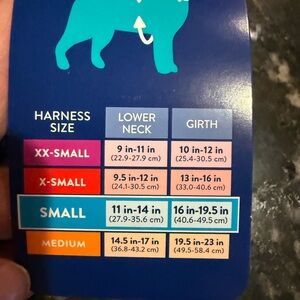 HARNESS SIZE LOWER NECK GIRTH
XX-SMALL 9 in-11 in 10 in-12 in
(22.9-27.9 cm) (25.4-30.5 cm)
X-SMALL 9.5 in-12 in 13 in-16 in
(24.1-30.5 cm) (33.0-40.6 cm)
SMALL 11 in-14 in 16 in-19.5 in
(27.9-35.6 cm) (40.6-49.5 cm)
MEDIUM 14.5 in-17 in 19.5 in-23 in
(36.8-43.2 cm) (49.5-58.4 cm)